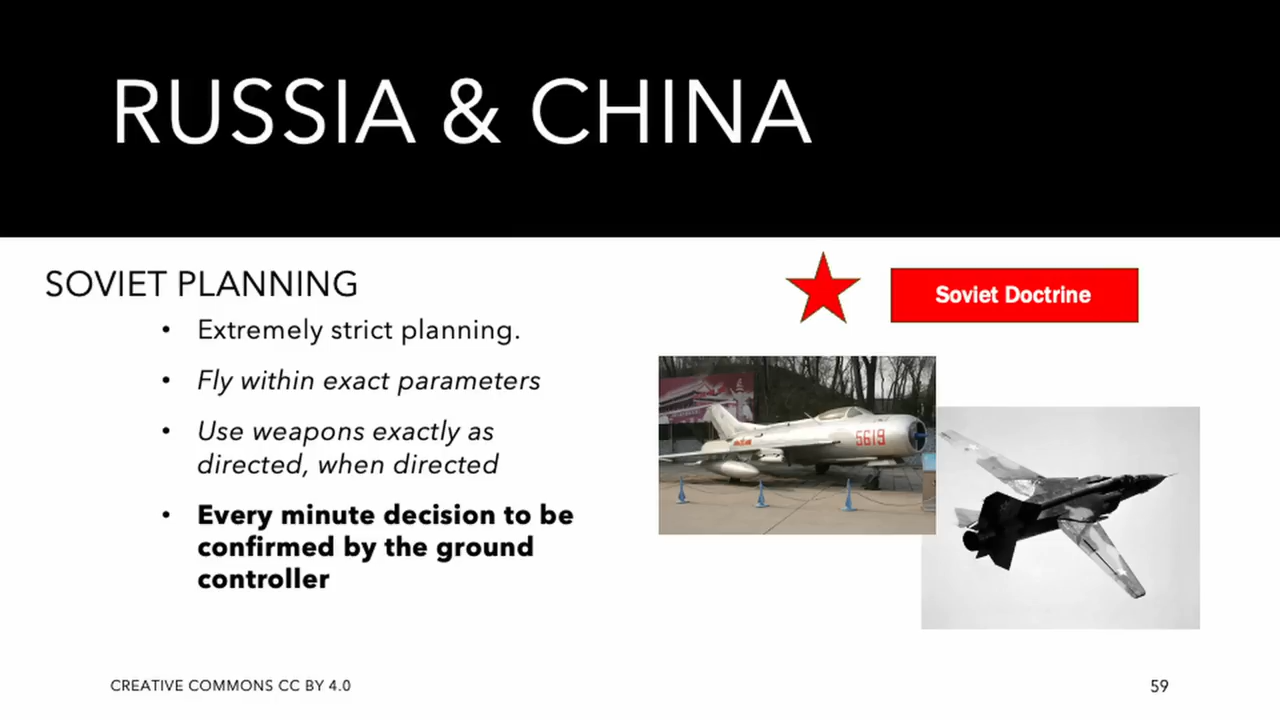 RUSSIA & CHINA
SOVIET PLANNING
• Extremely strict planning.
• Fly within exact parameters
• Use weapons exactly as
directed, when directed
• Every minute decision to be
confirmed by the ground
controller
Soviet Doctrine
5619
CREATIVE COMMONS CC BY 4.0
59